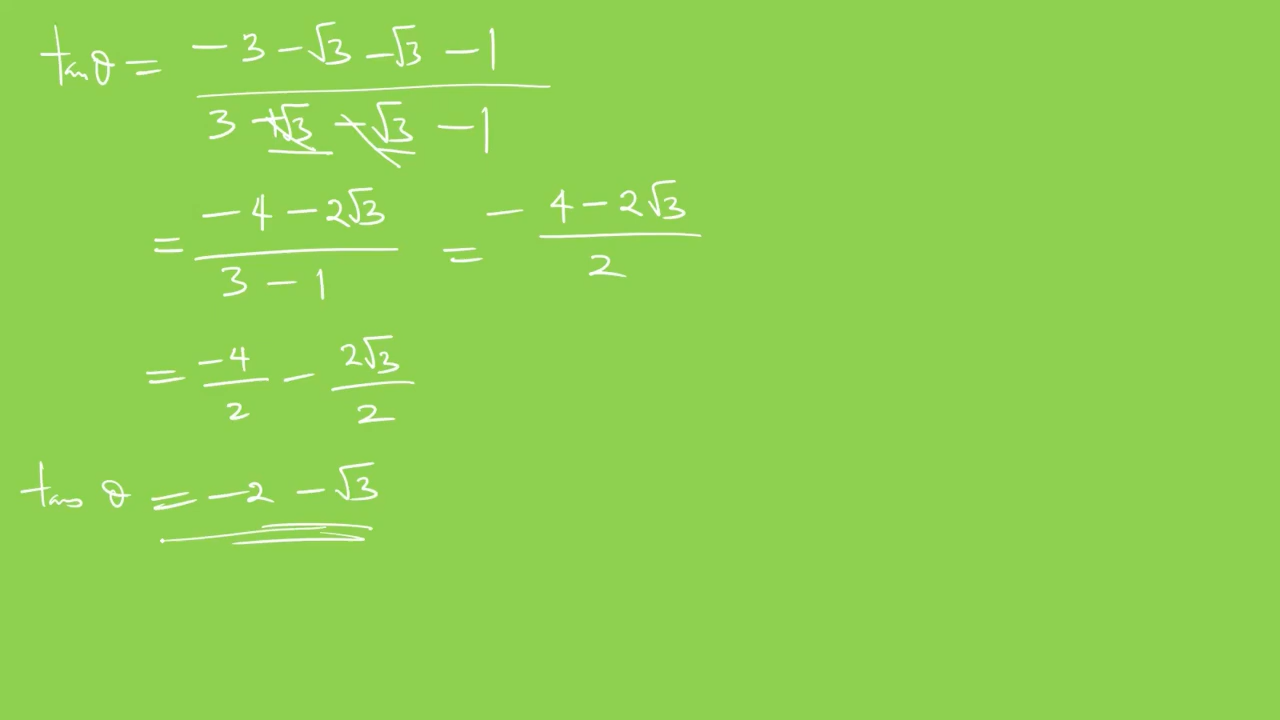 tanθ = (-3 - √3 - √3 - 1) / (3 +√3 - √3 - 1)
= (-4 - 2√3) / (3 - 1) = (-4 - 2√3) / 2
= -4/2 - 2√3/2
tan θ = -2 - √3